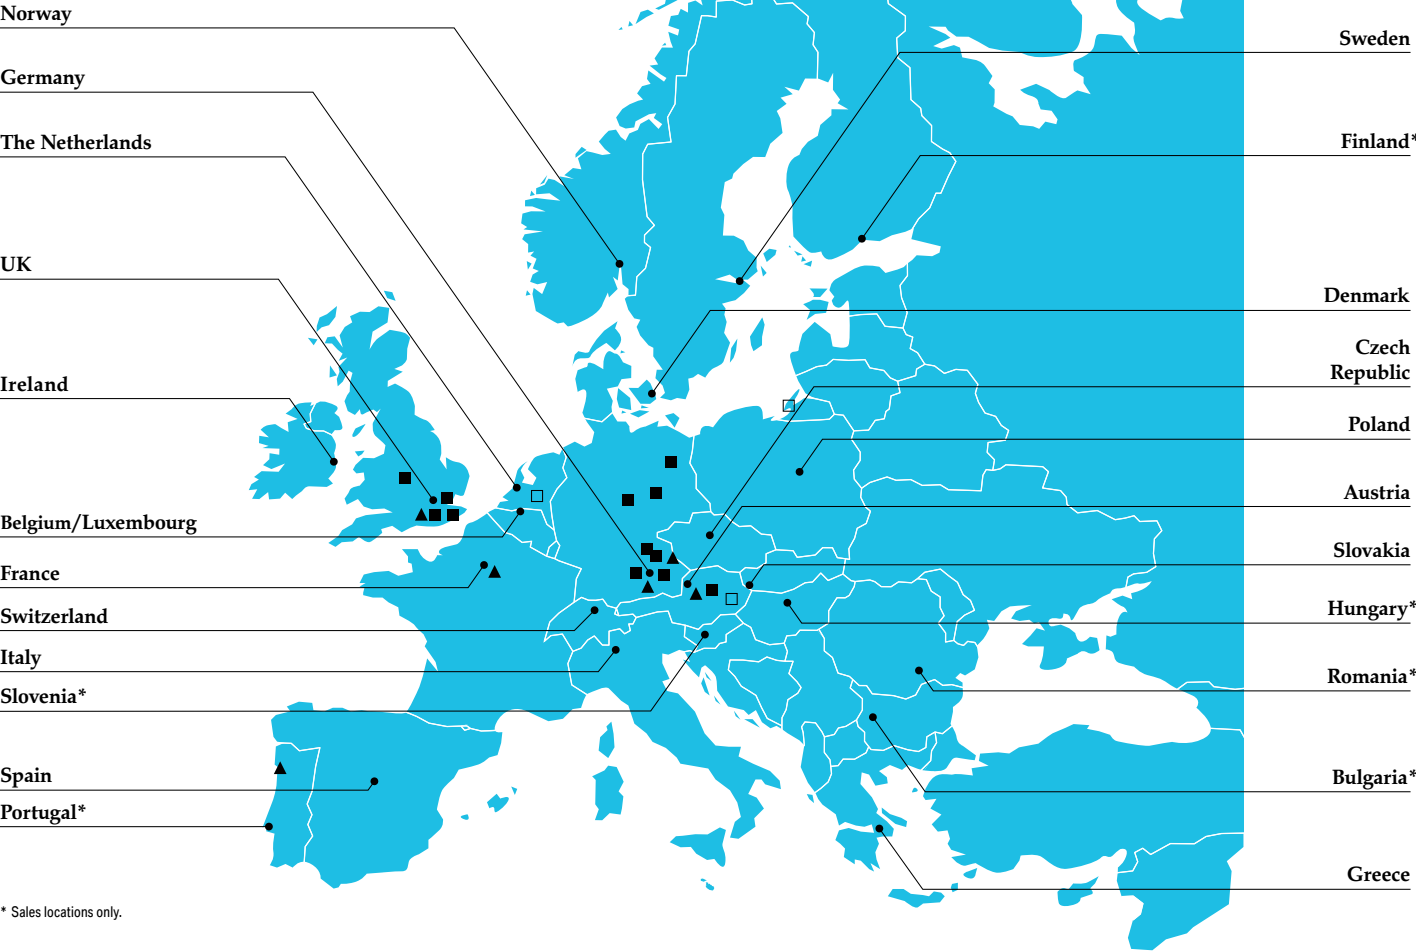 Norway
Germany
The Netherlands
UK
Ireland
Belgium/Luxembourg
France
Switzerland
Italy
Slovenia*
Spain
Portugal*
* Sales locations only.
Sweden
Finland*
Denmark
Czech
Republic
Poland
Austria
Slovakia
Hungary*
Romania*
Bulgaria*
Greece